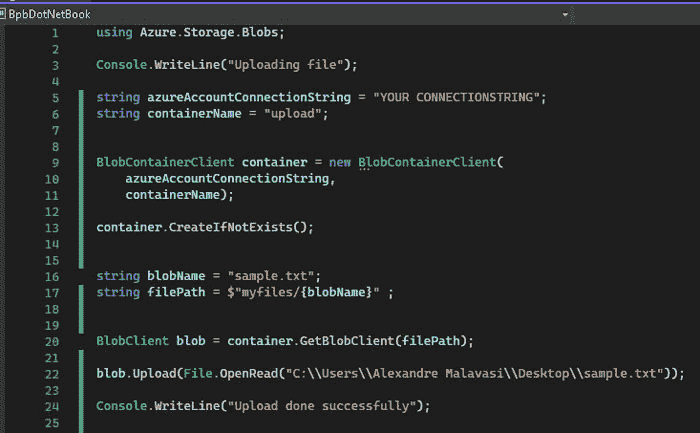 BpbDotNetBook
1 using Azure.Storage.Blobs;
2
3 Console.WriteLine("Uploading file");
4
5 string azureAccountConnectionString = "YOUR CONNECTIONSTRING";
6 string containerName = "upload";
7
8
9 BlobContainerClient container = new BlobContainerClient(
10 azureAccountConnectionString,
11 containerName);
12
13 container.CreateIfNotExists();
14
15
16 string blobName = "sample.txt";
17 string filePath = $"myfiles/{blobName}" ;
18
19
20 BlobClient blob = container.GetBlobClient(filePath);
21
22 blob.Upload(File.OpenRead("C:\\Users\\Alexandre Malavasi\\Desktop\\sample.txt"));
23
24 Console.WriteLine("Upload done successfully");
25